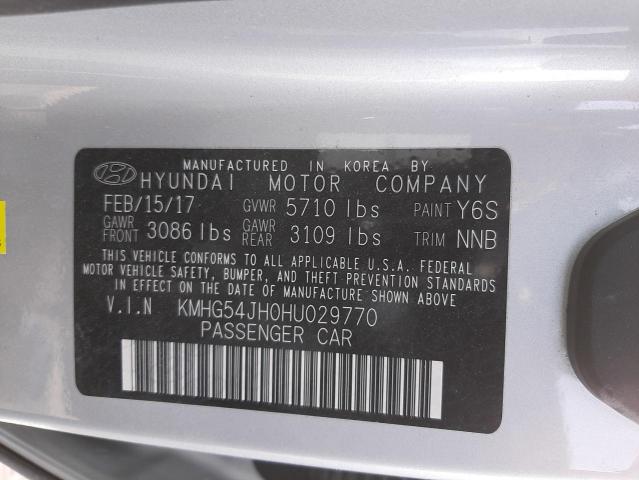 MANUFACTURED IN KOREA BY
HYUNDAI MOTOR COMPANY
FEB/15/17 GVWR 5710 lbs PAINT Y6S
GAWR FRONT 3086 lbs GAWR REAR 3109 lbs TRIM NNB
THIS VEHICLE CONFORMS TO ALL APPLICABLE U.S.A. FEDERAL
MOTOR VEHICLE SAFETY, BUMPER, AND THEFT PREVENTION STANDARDS
IN EFFECT ON THE DATE OF MANUFACTURE SHOWN ABOVE.
V.I.N KMHG54JH0HU029770
PASSENGER CAR